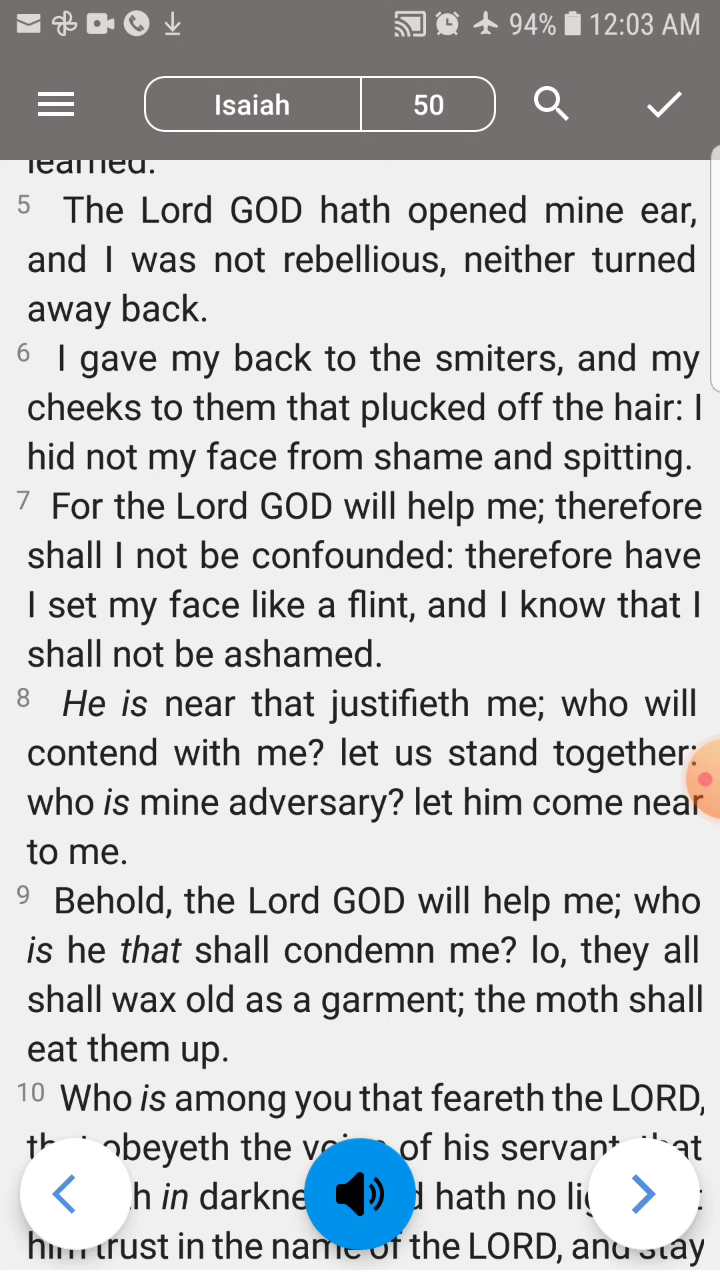 94% 12:03 AM
Isaiah 50
learned.
5 The Lord GOD hath opened mine ear,
and I was not rebellious, neither turned
away back.
6 I gave my back to the smiters, and my
cheeks to them that plucked off the hair: I
hid not my face from shame and spitting.
7 For the Lord GOD will help me; therefore
shall I not be confounded: therefore have
I set my face like a flint, and I know that I
shall not be ashamed.
8 He is near that justifieth me; who will
contend with me? let us stand together:
who is mine adversary? let him come near
to me.
9 Behold, the Lord GOD will help me; who
is he that shall condemn me? lo, they all
shall wax old as a garment; the moth shall
eat them up.
10 Who is among you that feareth the LORD,
obeyeth the of his servant
in hath no
trust in the name of the LORD, and stay